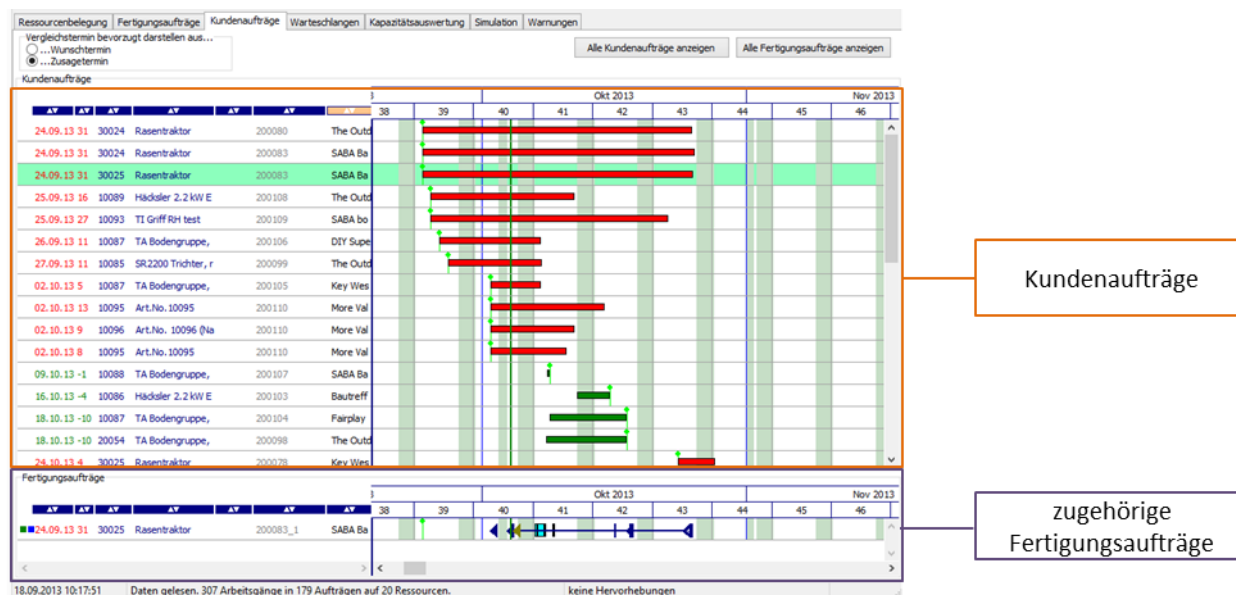 Ressourcenbelegung Fertigungsaufträge Kundenaufträge Warteschlangen Kapazitätsauswertung Simulation Warnungen
Vergleichstermin bevorzugt darstellen aus...
...Wunschtermin
...Zusagetermin
Alle Kundenaufträge anzeigen Alle Fertigungsaufträge anzeigen
Kundenaufträge
Okt 2013 Nov 2013
38 39 40 41 42 43 44 45 46
24.09.13 31 30024 Rasentraktor 200080 The Outd
24.09.13 31 30024 Rasentraktor 200083 SABA Ba
24.09.13 31 30025 Rasentraktor 200083 SABA Ba
25.09.13 16 10089 Häcksler 2.2 kW E 200108 The Outd
25.09.13 27 10093 TI Griff RH test 200109 SABA bo
26.09.13 11 10087 TA Bodengruppe, 200106 DIY Supe
27.09.13 11 10085 SR2200 Trichter, r 200099 The Outd
02.10.13 5 10087 TA Bodengruppe, 200105 Key Wes
02.10.13 13 10095 Art.No. 10095 200110 More Val
02.10.13 9 10096 Art.No. 10096 (Na 200110 More Val
02.10.13 8 10095 Art.No. 10095 200110 More Val
09.10.13 -1 10088 TA Bodengruppe, 200107 SABA Ba
16.10.13 -4 10086 Häcksler 2.2 kW E 200103 Bautreff
18.10.13 -10 10087 TA Bodengruppe, 200104 Fairplay
18.10.13 -10 20054 TA Bodengruppe, 200098 The Outd
24.10.13 4 30025 Rasentraktor 200078 Key Wes
Kundenaufträge
Fertigungsaufträge
Okt 2013 Nov 2013
38 39 40 41 42 43 44 45 46
24.09.13 31 30025 Rasentraktor 200083_1 SABA Ba
zugehörige
Fertigungsaufträge
18.09.2013 10:17:51 Daten gelesen. 307 Arbeitsgänge in 179 Aufträgen auf 20 Ressourcen. keine Hervorhebungen